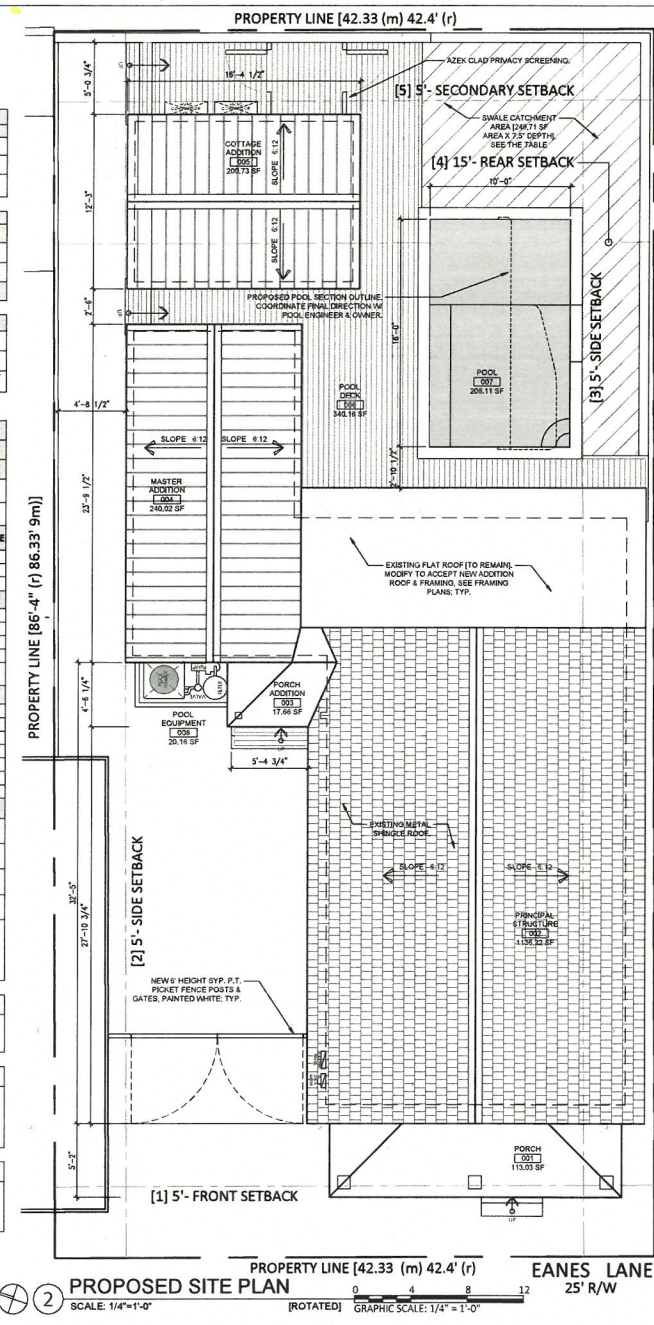 PROPERTY LINE [42.33 (m) 42.4' (r)
UP
16'-4 1/2"
5'-0 3/4"
AZEK CLAD PRIVACY SCREENING.
[5] 5'- SECONDARY SETBACK
SWALE CATCHMENT
AREA [249.71 SF
AREA X 7.5" DEPTH].
SEE THE TABLE
[4] 15'- REAR SETBACK
10'-0"
COTTAGE
ADDITION
005
200.73 SF
SLOPE 6:12
SLOPE 6:12
12'-3"
2'-6"
UP
PROPOSED POOL SECTION OUTLINE.
COORDINATE FINAL DIRECTION W/
POOL ENGINEER & OWNER.
16'-0"
[3] 5'- SIDE SETBACK
POOL
007
206.11 SF
POOL
DECK
006
340.16 SF
4'-8 1/2"
SLOPE 6:12
SLOPE 6:12
2'-10 1/2"
MASTER
ADDITION
004
240.02 SF
23'-9 1/2"
PROPERTY LINE [86'-4" (r) 86.33' 9m)]
EXISTING FLAT ROOF [TO REMAIN].
MODIFY TO ACCEPT NEW ADDITION
ROOF & FRAMING, SEE FRAMING
PLANS; TYP.
4'-6 1/4"
VALVE
FILTER
PORCH
ADDITION
003
17.66 SF
POOL
EQUIPMENT
008
20.16 SF
UP
5'-4 3/4"
EXISTING METAL
SHINGLE ROOF.
SLOPE 6:12
SLOPE 6:12
[2] 5'- SIDE SETBACK
32'-5"
27'-10 3/4"
PRINCIPAL
STRUCTURE
002
1136.22 SF
NEW 6' HEIGHT SYP. P.T.
PICKET FENCE POSTS &
GATES, PAINTED WHITE; TYP.
5'-2"
PORCH
001
113.03 SF
[1] 5'- FRONT SETBACK
UP
PROPERTY LINE [42.33 (m) 42.4' (r)
EANES LANE
25' R/W
2
PROPOSED SITE PLAN
SCALE: 1/4"=1'-0"
[ROTATED]
0 4 8 12
GRAPHIC SCALE: 1/4" = 1'-0"